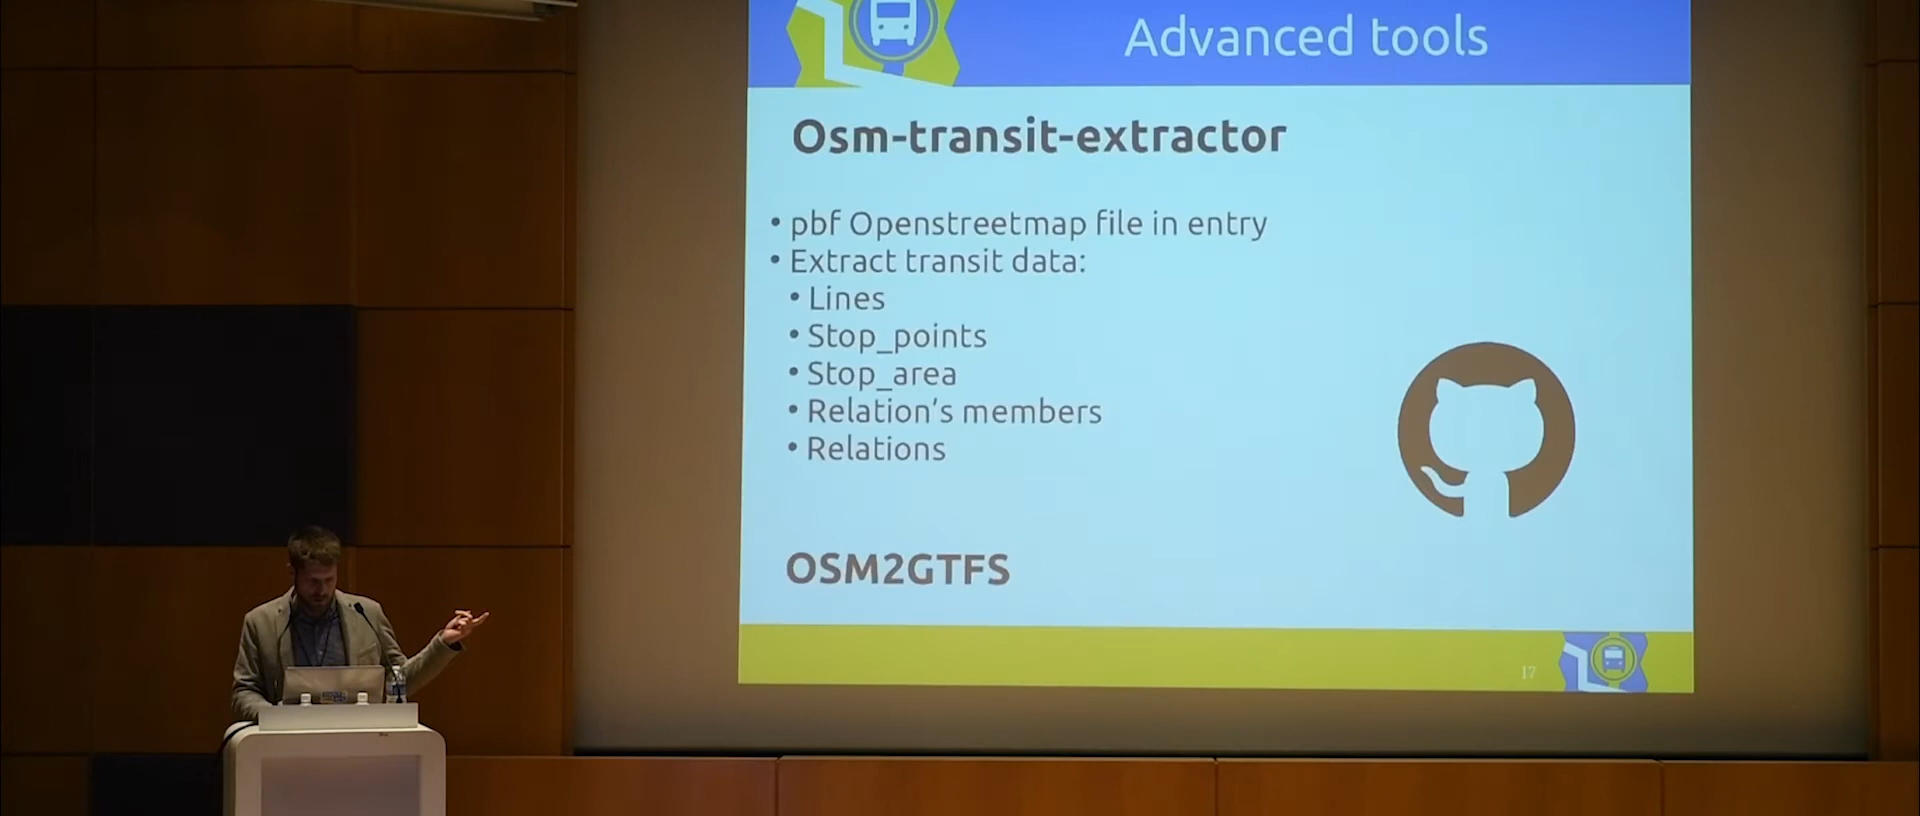 Advanced tools
Osm-transit-extractor
• pbf Openstreetmap file in entry
• Extract transit data:
• Lines
• Stop_points
• Stop_area
• Relation's members
• Relations
OSM2GTFS
17